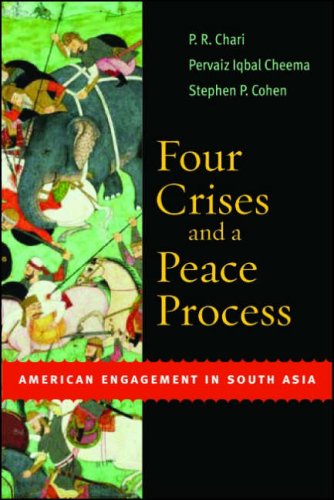 P. R. Chari
Pervaiz Iqbal Cheema
Stephen P. Cohen
Four
Crises
and a
Peace
Process
AMERICAN ENGAGEMENT IN SOUTH ASIA